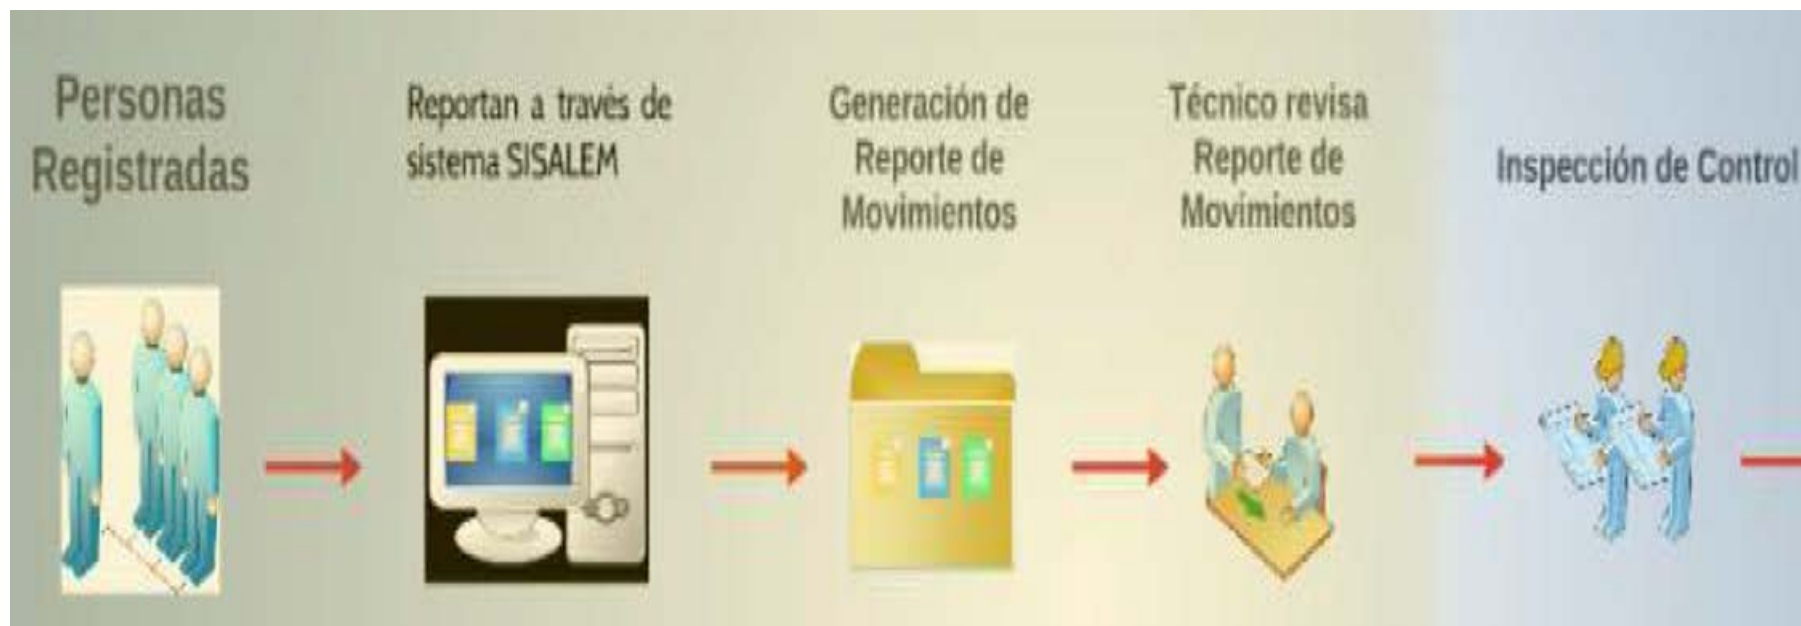 Personas
Registradas
Reportan a través de
sistema SISALEM
Generación de
Reporte de
Movimientos
Técnico revisa
Reporte de
Movimientos
Inspección de Control